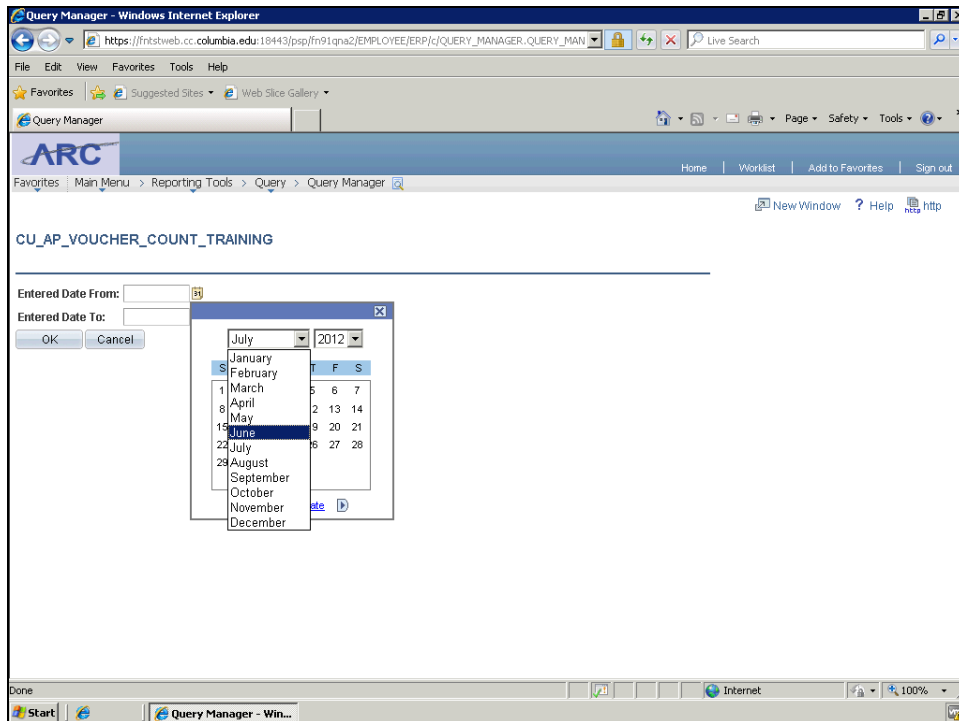 Query Manager - Windows Internet Explorer
https://fntstweb.cc.columbia.edu:18443/psp/fn91qna2/EMPLOYEE/ERP/c/QUERY_MANAGER.QUERY_MAN
Live Search
File Edit View Favorites Tools Help
Favorites Suggested Sites Web Slice Gallery
Query Manager Page Safety Tools
ARC
Home | Worklist | Add to Favorites | Sign out
Favorites Main Menu > Reporting Tools > Query > Query Manager
New Window ? Help http
CU_AP_VOUCHER_COUNT_TRAINING
Entered Date From: 31
Entered Date To:
OK Cancel
July 2012
S T F S
January
February
March
April
May
June
July
August
September
October
November
December
1 5 6 7
8 2 13 14
15 9 20 21
22 6 27 28
29
ate
Done Internet 100%
Start Query Manager - Win...